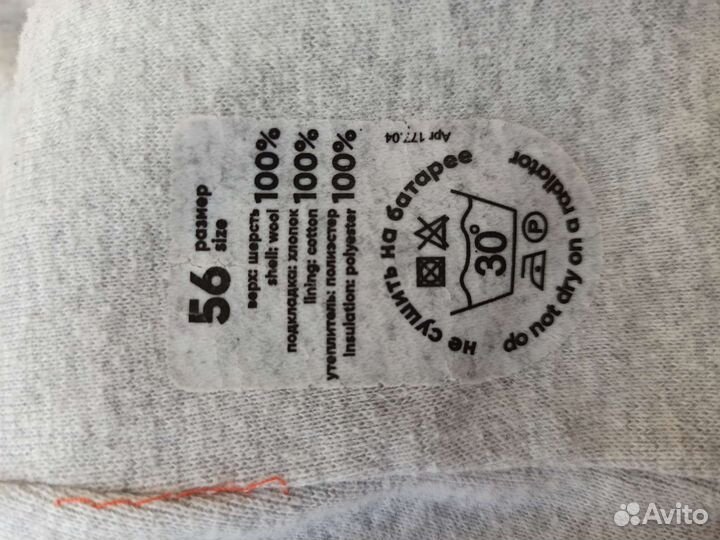 56 размер
size
верх: шерсть
shell: wool 100%
подкладка: хлопок
lining: cotton 100%
утеплитель: полиэстер
Insulation: polyester 100%
Арт 177.04
не сушить на батарее
30°
P
do not dry on a radiator
Avito